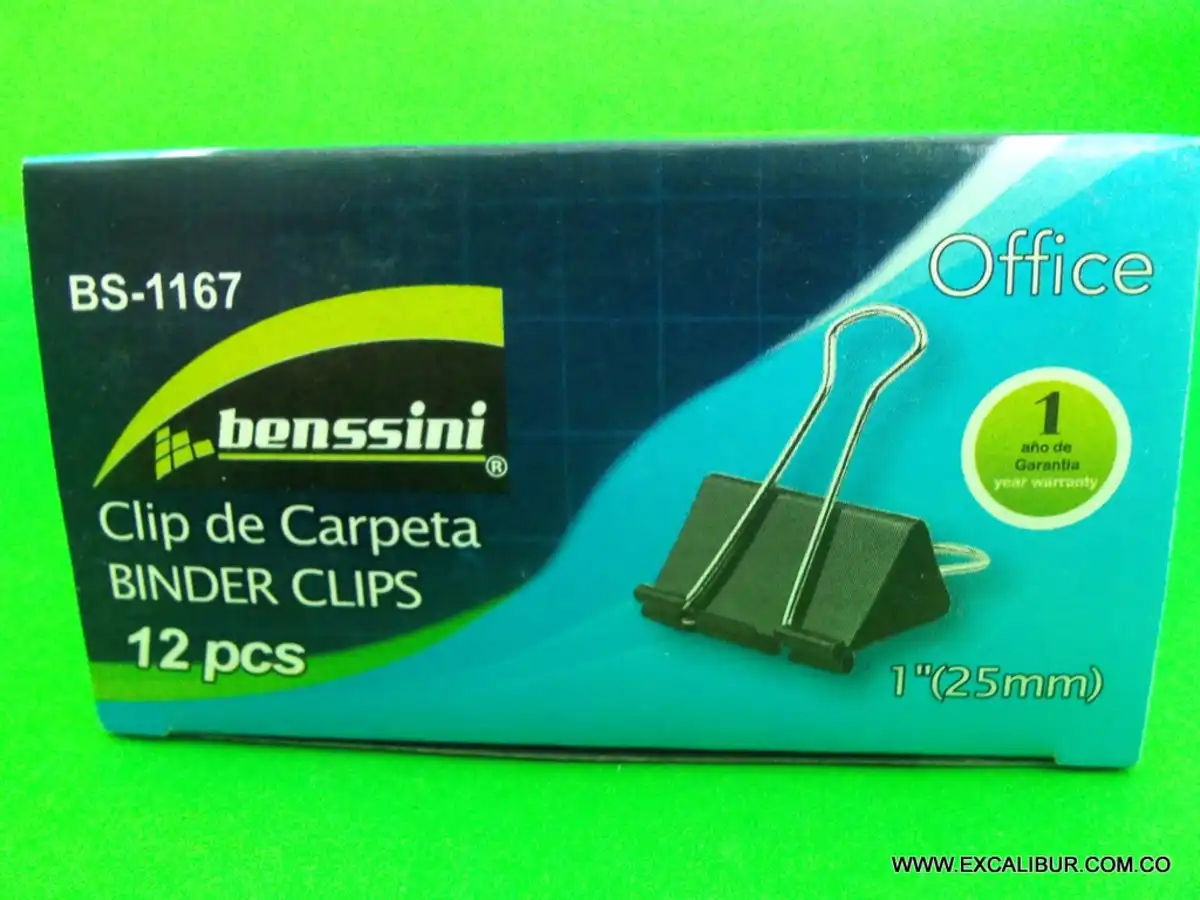 Office
BS-1167
benssini®
1
año de
Garantia
year warranty
Clip de Carpeta
BINDER CLIPS
12 pcs
1"(25mm)
WWW.EXCALIBUR.COM.CO